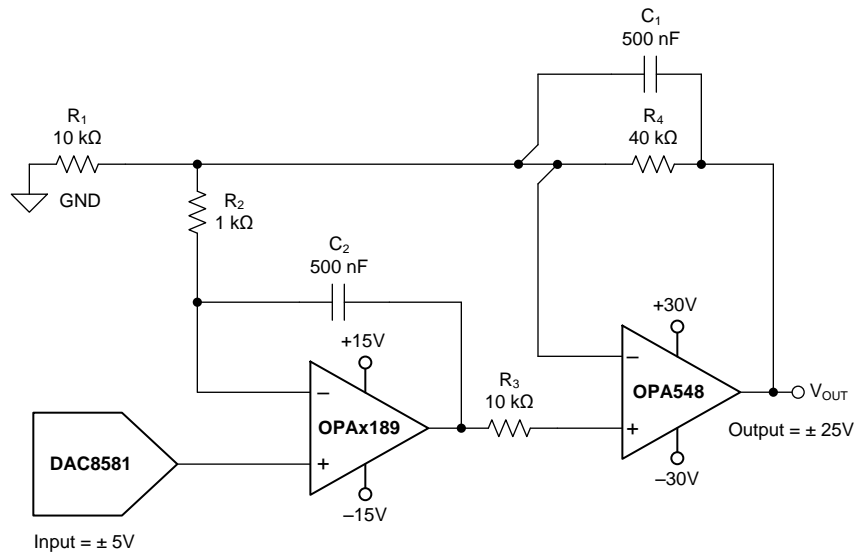 C₁
500 nF
R₁
10 kΩ
R₄
40 kΩ
GND
R₂
1 kΩ
C₂
500 nF
+15V
+30V
R₃
10 kΩ
−
OPAx189
+
−15V
−
OPA548
+
−30V
V_OUT
Output = ± 25V
DAC8581
Input = ± 5V